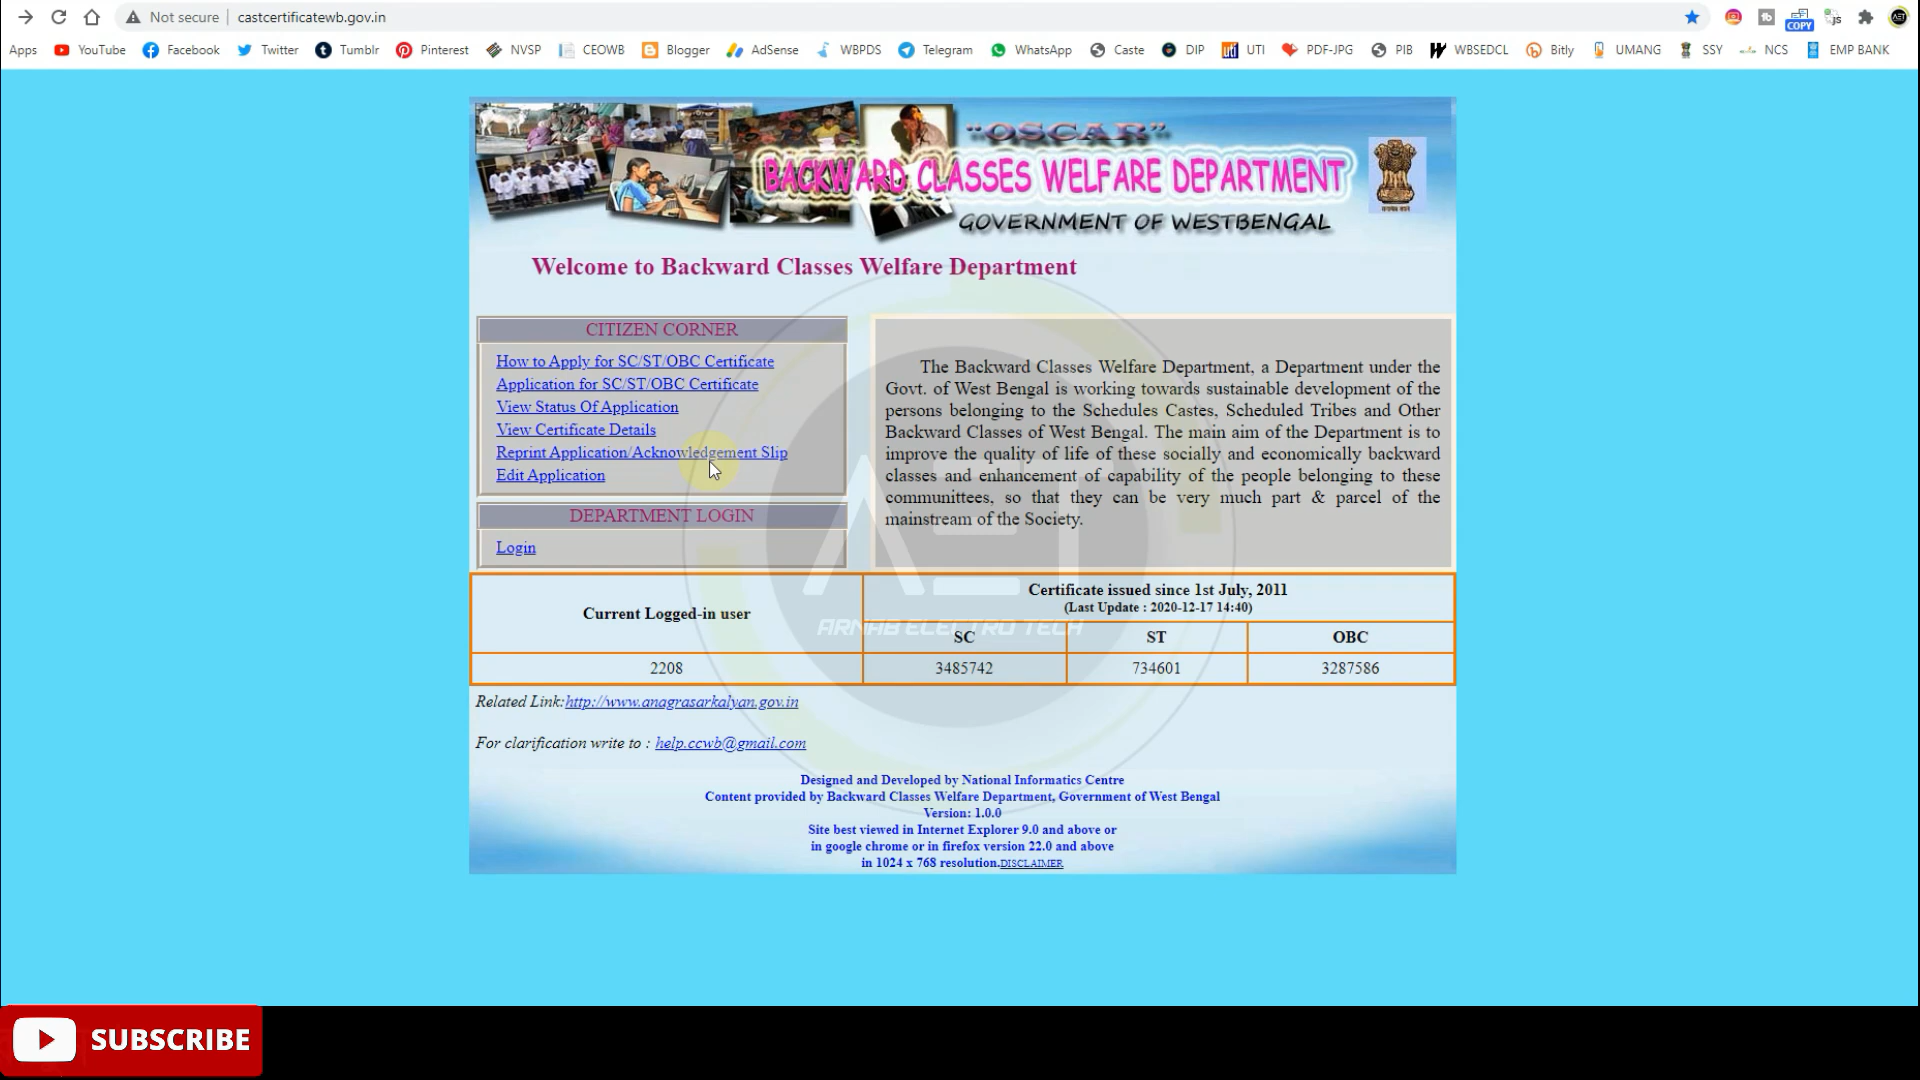 Not secure | castcertificatewb.gov.in
COPY
js
Apps YouTube Facebook Twitter Tumblr Pinterest NVSP CEOWB Blogger AdSense WBPDS Telegram WhatsApp Caste DIP UTI PDF-JPG PIB WBSEDCL Bitly UMANG SSY NCS EMP BANK
"OSCAR"
BACKWARD CLASSES WELFARE DEPARTMENT
GOVERNMENT OF WESTBENGAL
Welcome to Backward Classes Welfare Department
CITIZEN CORNER
How to Apply for SC/ST/OBC Certificate
Application for SC/ST/OBC Certificate
View Status Of Application
View Certificate Details
Reprint Application/Acknowledgement Slip
Edit Application
DEPARTMENT LOGIN
Login
The Backward Classes Welfare Department, a Department under the
Govt. of West Bengal is working towards sustainable development of the
persons belonging to the Schedules Castes, Scheduled Tribes and Other
Backward Classes of West Bengal. The main aim of the Department is to
improve the quality of life of these socially and economically backward
classes and enhancement of capability of the people belonging to these
communittees, so that they can be very much part & parcel of the
mainstream of the Society.
Current Logged-in user
Certificate issued since 1st July, 2011
(Last Update : 2020-12-17 14:40)
SC ST OBC
2208 3485742 734601 3287586
AET
ARNAB ELECTRO TECH
Related Link:http://www.anagrasarkalyan.gov.in
For clarification write to : help.ccwb@gmail.com
Designed and Developed by National Informatics Centre
Content provided by Backward Classes Welfare Department, Government of West Bengal
Version: 1.0.0
Site best viewed in Internet Explorer 9.0 and above or
in google chrome or in firefox version 22.0 and above
in 1024 x 768 resolution.DISCLAIMER
SUBSCRIBE